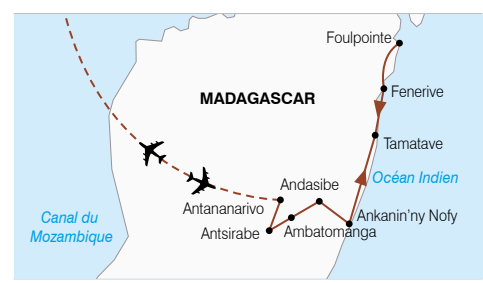 Foulpointe
Fenerive
MADAGASCAR
Tamatave
Océan Indien
Andasibe
Antananarivo
Canal du
Mozambique
Ankanin'ny Nofy
Antsirabe
Ambatomanga